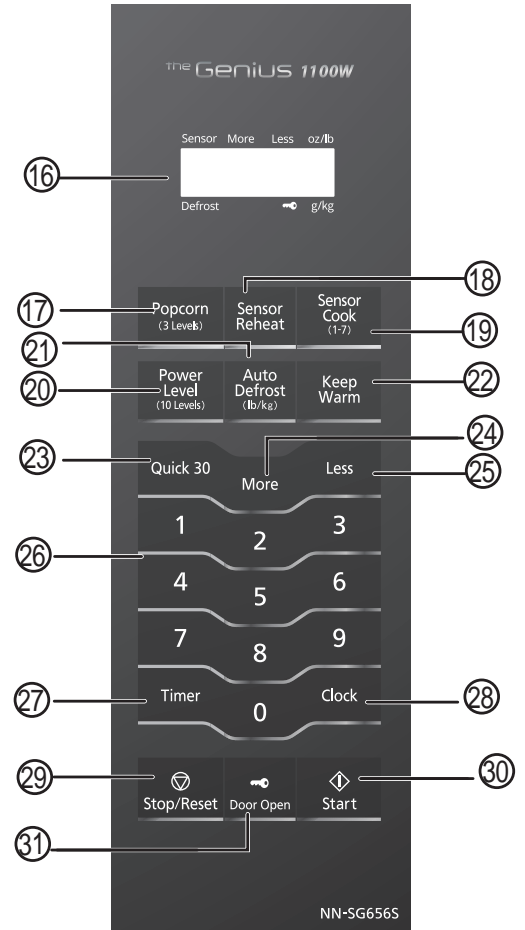 the Genius 1100W
Sensor More Less oz/lb
16
Defrost g/kg
18
17
Popcorn
(3 Levels)
Sensor
Reheat
Sensor
Cook
(1-7)
19
21
20
Power
Level
(10 Levels)
Auto
Defrost
(lb/kg)
Keep
Warm
22
24
23
Quick 30
More
Less
25
1
2
3
26
4
5
6
7
8
9
27
Timer
0
Clock
28
29
Stop/Reset
Door Open
Start
30
31
NN-SG656S